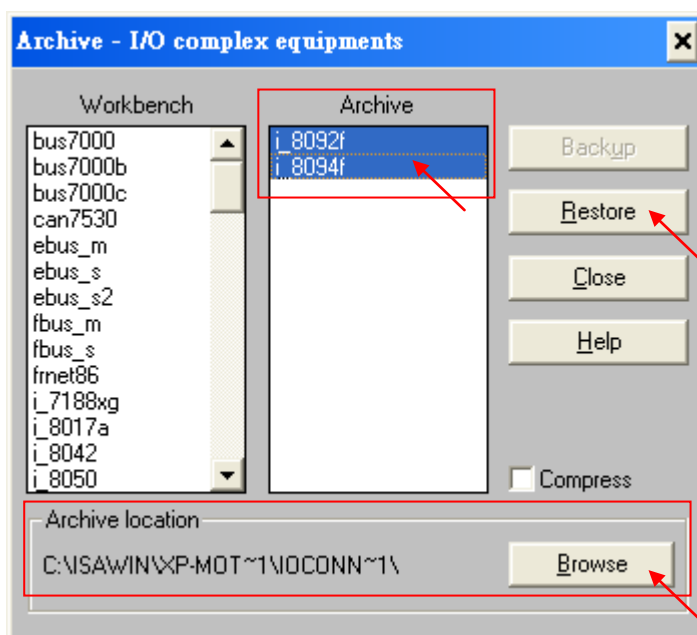 Archive - I/O complex equipments
Workbench
bus7000
bus7000b
bus7000c
can7530
ebus_m
ebus_s
ebus_s2
fbus_m
fbus_s
frnet86
i_7188xg
i_8017a
i_8042
i_8050
Archive
i_8092f
i_8094f
Backup
Restore
Close
Help
Compress
Archive location
C:\ISAWIN\XP-MOT~1\IOCONN~1\
Browse